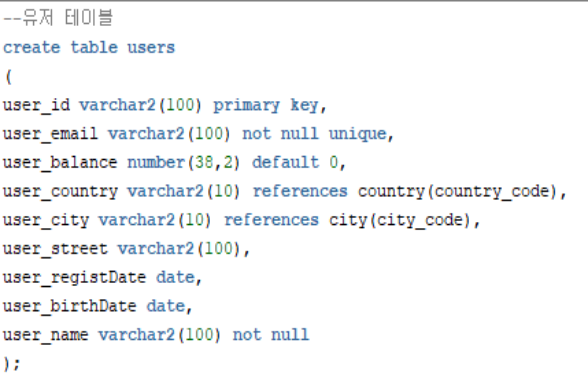 --유저 테이블
create table users
(
user_id varchar2(100) primary key,
user_email varchar2(100) not null unique,
user_balance number(38,2) default 0,
user_country varchar2(10) references country(country_code),
user_city varchar2(10) references city(city_code),
user_street varchar2(100),
user_registDate date,
user_birthDate date,
user_name varchar2(100) not null
);